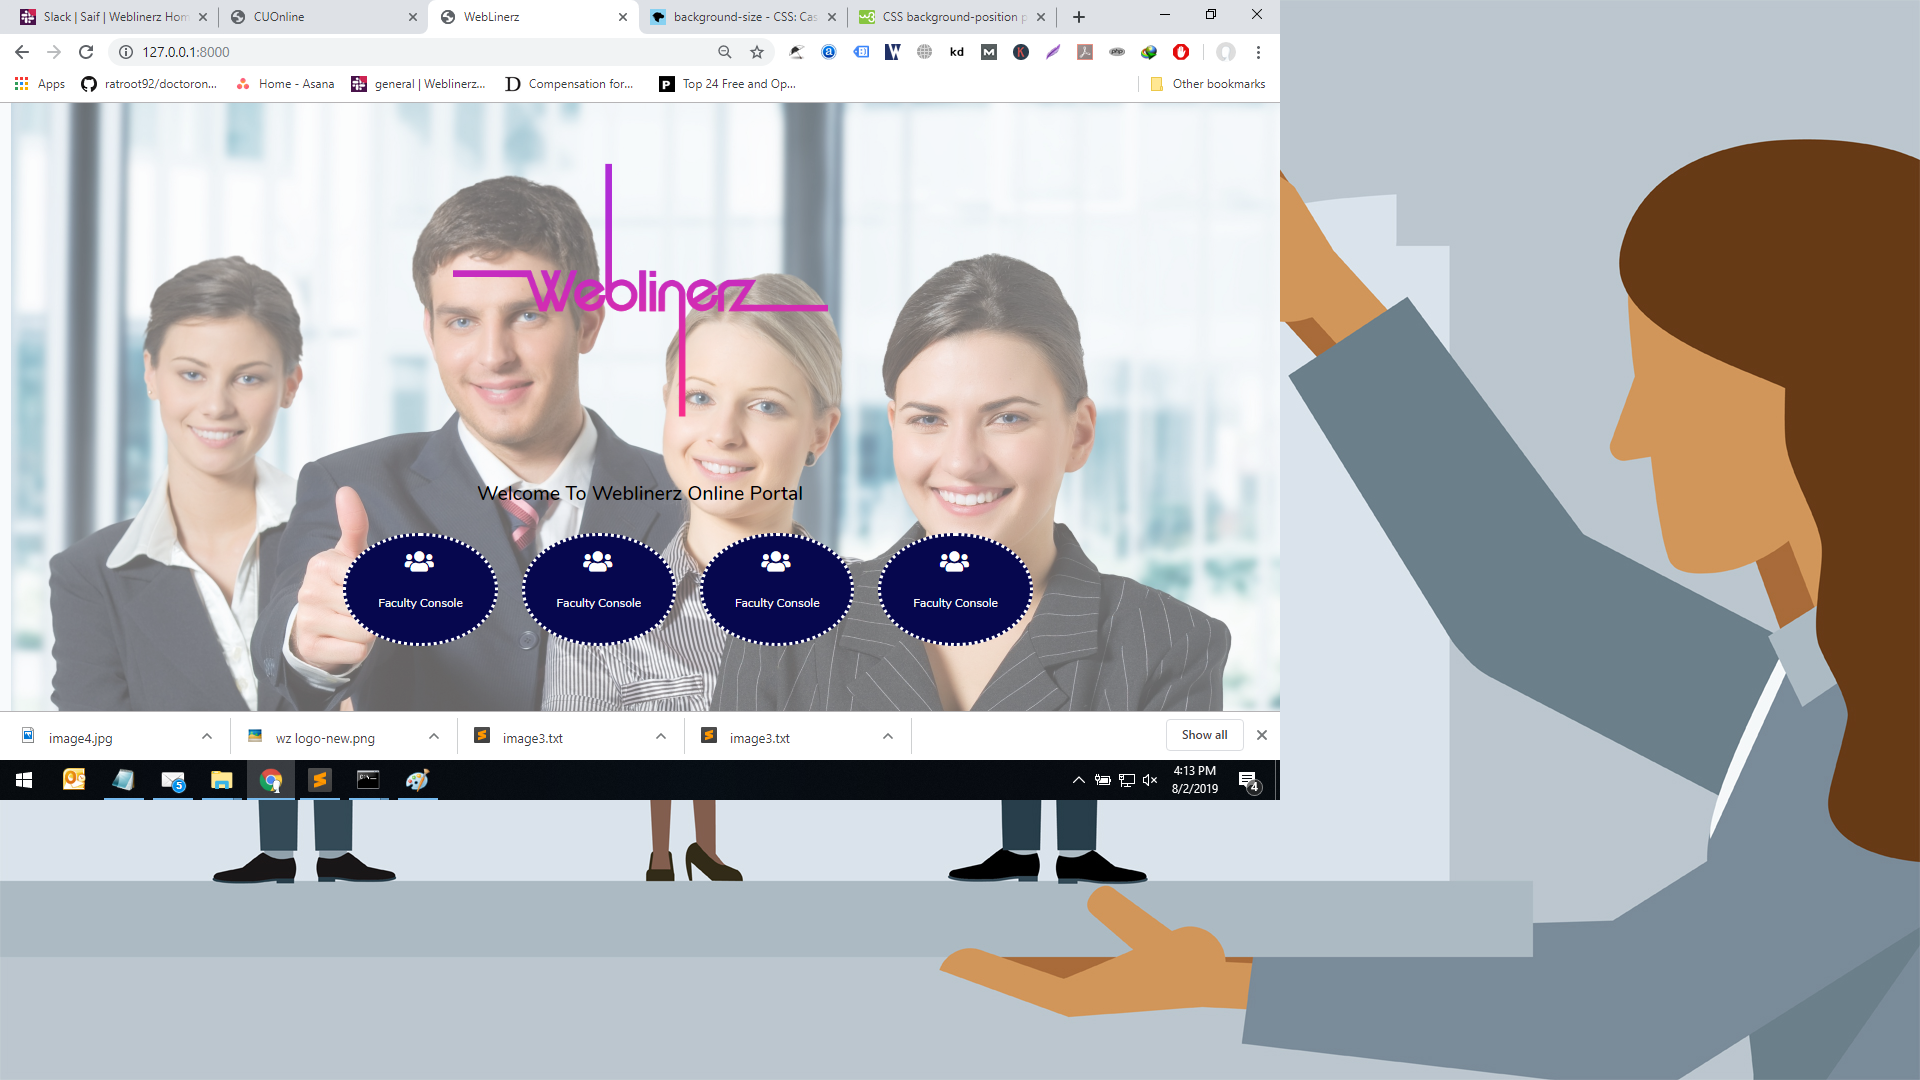 Slack | Saif | Weblinerz Hom
CUOnline
WebLinerz
background-size - CSS: Cas
CSS background-position p
127.0.0.1:8000
kd
Apps
ratroot92/doctoron...
Home - Asana
general | Weblinerz...
Compensation for...
Top 24 Free and Op...
Other bookmarks
Weblinerz
Welcome To Weblinerz Online Portal
Faculty Console
Faculty Console
Faculty Console
Faculty Console
image4.jpg
wz logo-new.png
image3.txt
image3.txt
Show all
5
4:13 PM
8/2/2019
4